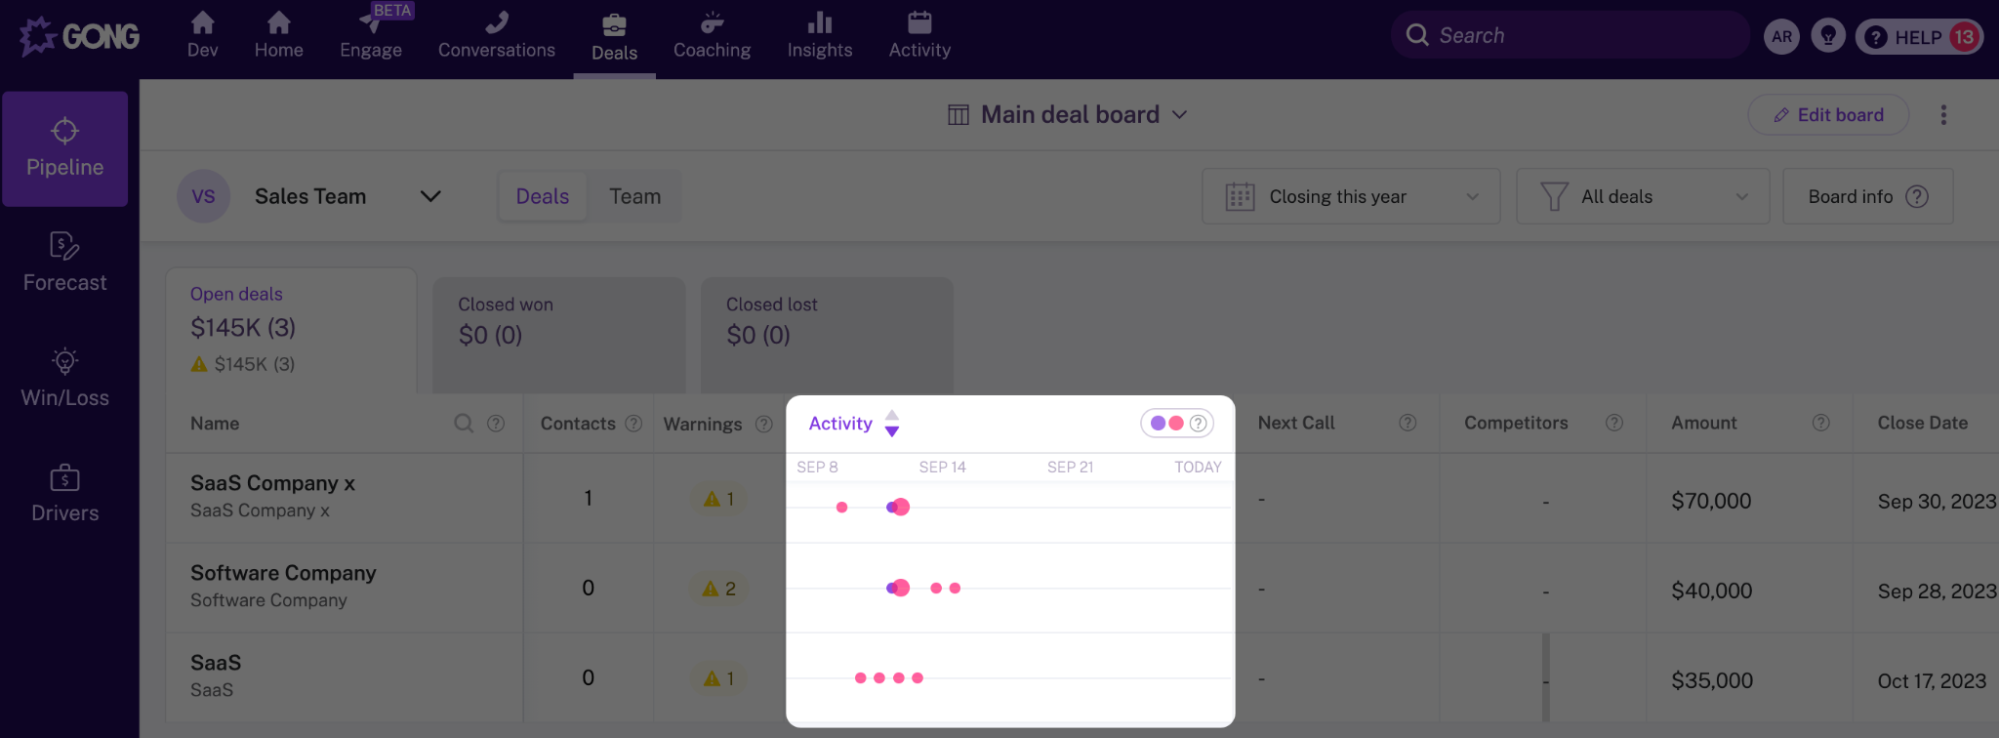 GONG
Dev
Home
BETA
Engage
Conversations
Deals
Coaching
Insights
Activity
Search
AR
? HELP 13
Pipeline
Forecast
Win/Loss
Drivers
Main deal board
Edit board
VS
Sales Team
Deals
Team
Closing this year
All deals
Board info ?
Open deals
$145K (3)
$145K (3)
Closed won
$0 (0)
Closed lost
$0 (0)
Name ?
Contacts ?
Warnings ?
Activity ?
Next Call ?
Competitors ?
Amount ?
Close Date
SEP 8 SEP 14 SEP 21 TODAY
SaaS Company x
SaaS Company x
1
1
-
-
$70,000
Sep 30, 2023
Software Company
Software Company
0
2
-
-
$40,000
Sep 28, 2023
SaaS
SaaS
0
1
-
-
$35,000
Oct 17, 2023